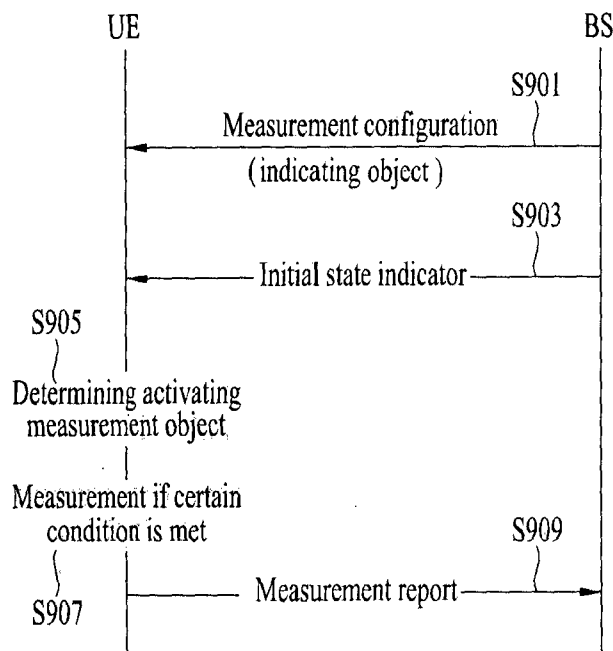 UE
BS
S901
Measurement configuration
(indicating object)
S903
Initial state indicator
S905
Determining activating
measurement object
Measurement if certain
condition is met
S909
Measurement report
S907